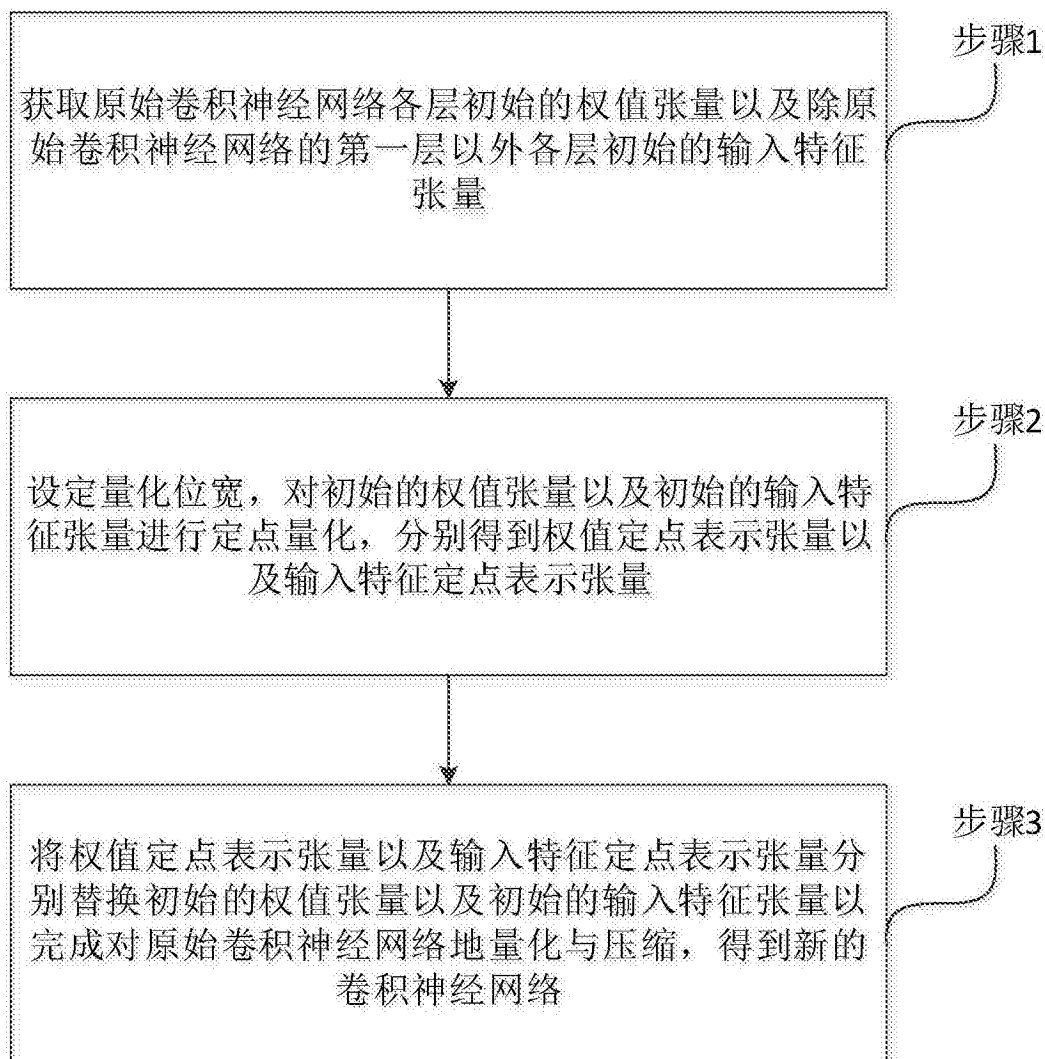 步骤1
获取原始卷积神经网络各层初始的权值张量以及除原
始卷积神经网络的第一层以外各层初始的输入特征
张量
步骤2
设定量化位宽，对初始的权值张量以及初始的输入特
征张量进行定点量化，分别得到权值定点表示张量以
及输入特征定点表示张量
步骤3
将权值定点表示张量以及输入特征定点表示张量分
别替换初始的权值张量以及初始的输入特征张量以
完成对原始卷积神经网络地量化与压缩，得到新的
卷积神经网络